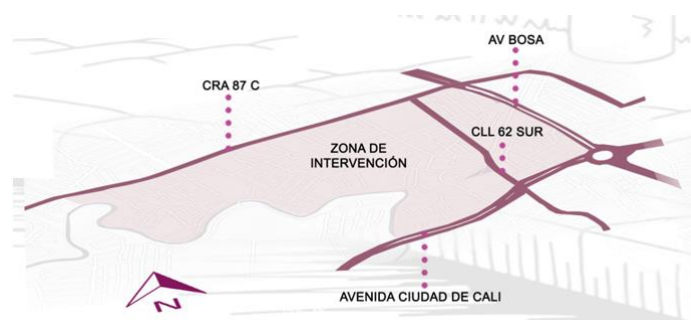 AV BOSA
CRA 87 C
CLL 62 SUR
ZONA DE
INTERVENCIÓN
N
AVENIDA CIUDAD DE CALI